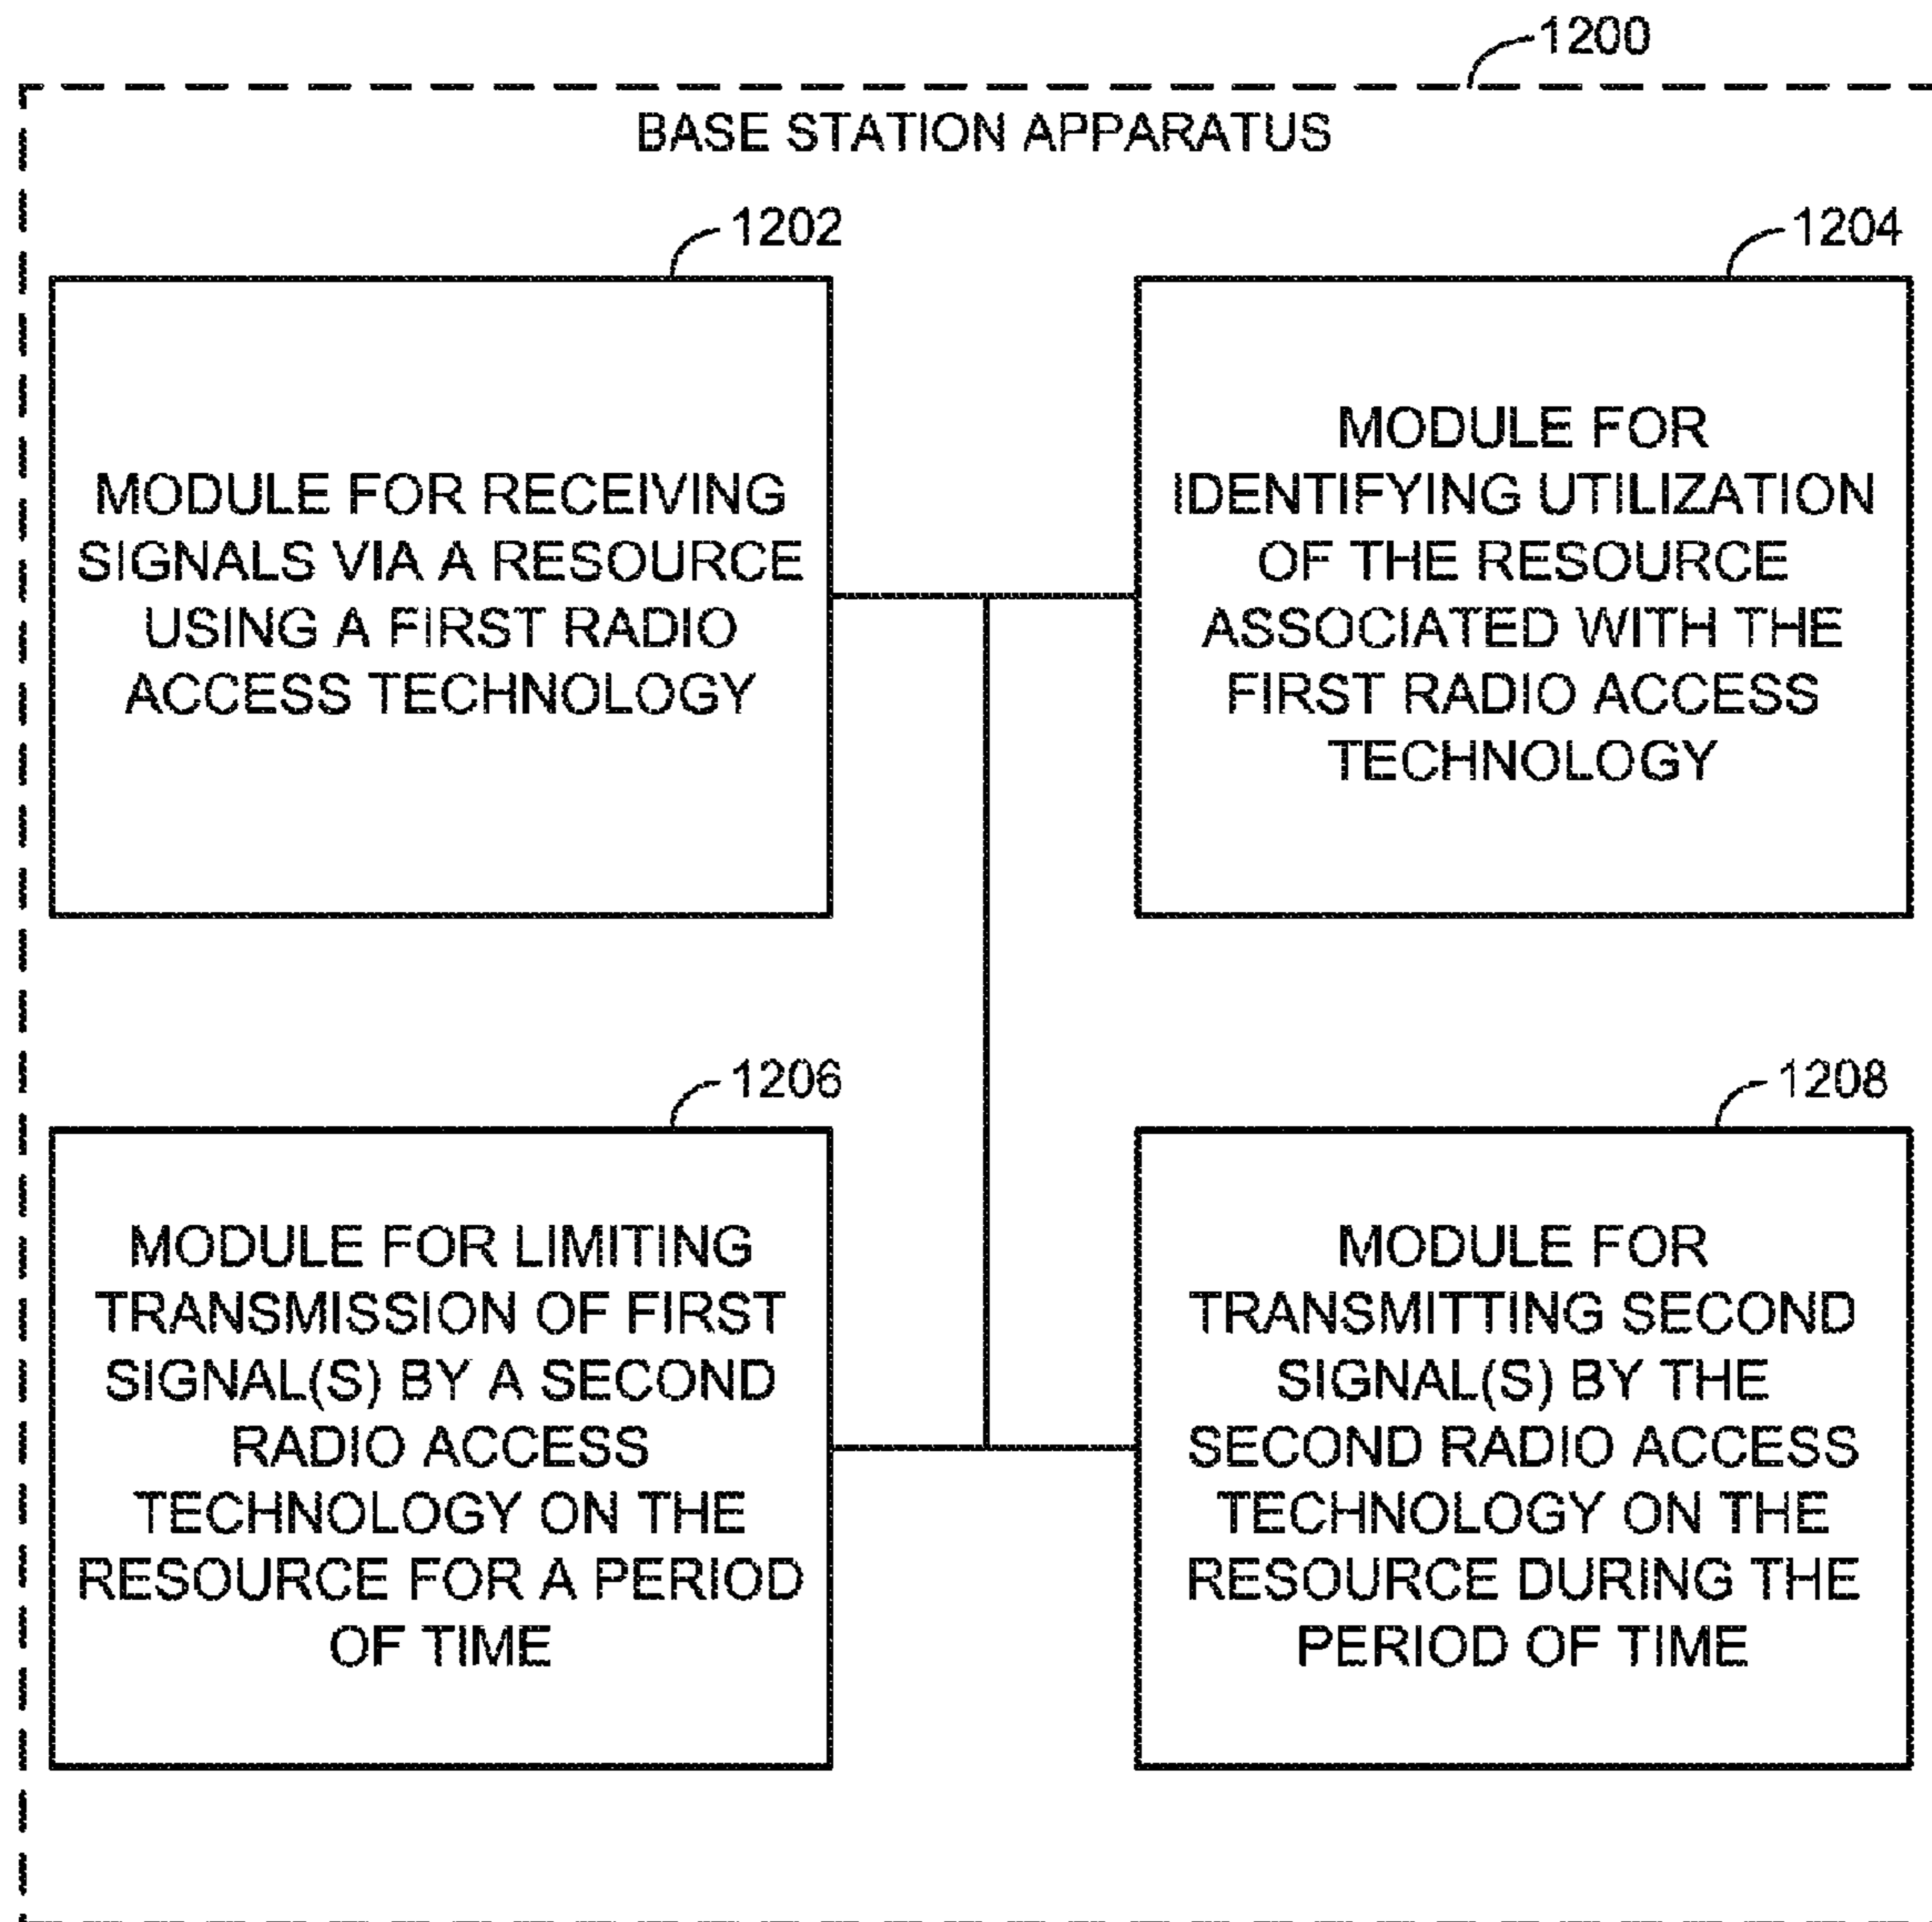 1200
BASE STATION APPARATUS
1202
MODULE FOR RECEIVING
SIGNALS VIA A RESOURCE
USING A FIRST RADIO
ACCESS TECHNOLOGY
1204
MODULE FOR
IDENTIFYING UTILIZATION
OF THE RESOURCE
ASSOCIATED WITH THE
FIRST RADIO ACCESS
TECHNOLOGY
1206
MODULE FOR LIMITING
TRANSMISSION OF FIRST
SIGNAL(S) BY A SECOND
RADIO ACCESS
TECHNOLOGY ON THE
RESOURCE FOR A PERIOD
OF TIME
1208
MODULE FOR
TRANSMITTING SECOND
SIGNAL(S) BY THE
SECOND RADIO ACCESS
TECHNOLOGY ON THE
RESOURCE DURING THE
PERIOD OF TIME